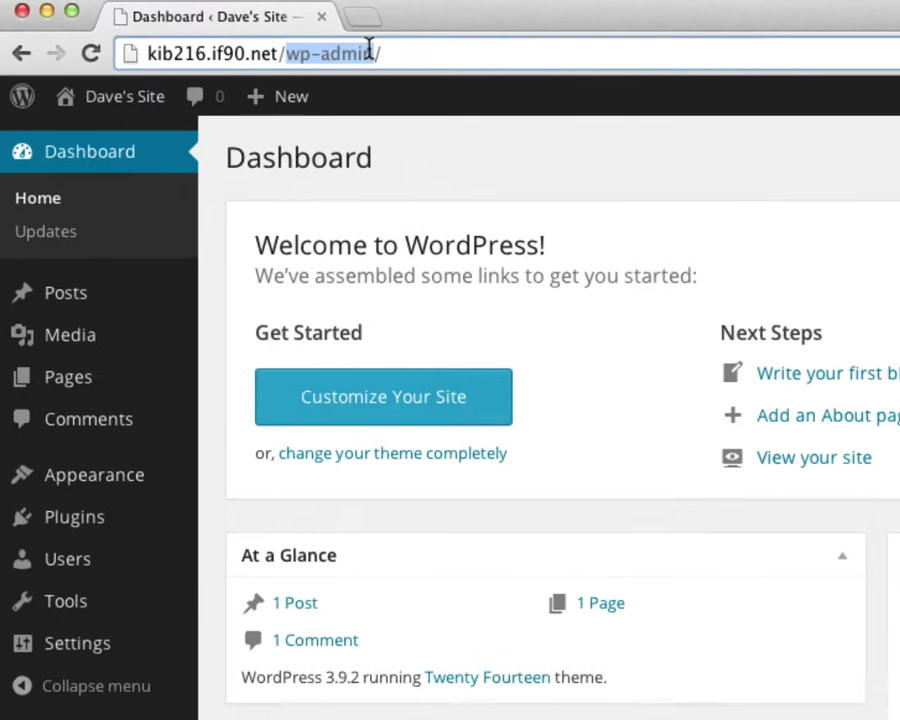 Dashboard ‹ Dave's Site —
kib216.if90.net/wp-admin/
Dave's Site
0
New
Dashboard
Home
Updates
Posts
Media
Pages
Comments
Appearance
Plugins
Users
Tools
Settings
Collapse menu
Dashboard
Welcome to WordPress!
We've assembled some links to get you started:
Get Started
Customize Your Site
or, change your theme completely
Next Steps
Write your first
Add an About
View your site
At a Glance
1 Post
1 Page
1 Comment
WordPress 3.9.2 running Twenty Fourteen theme.